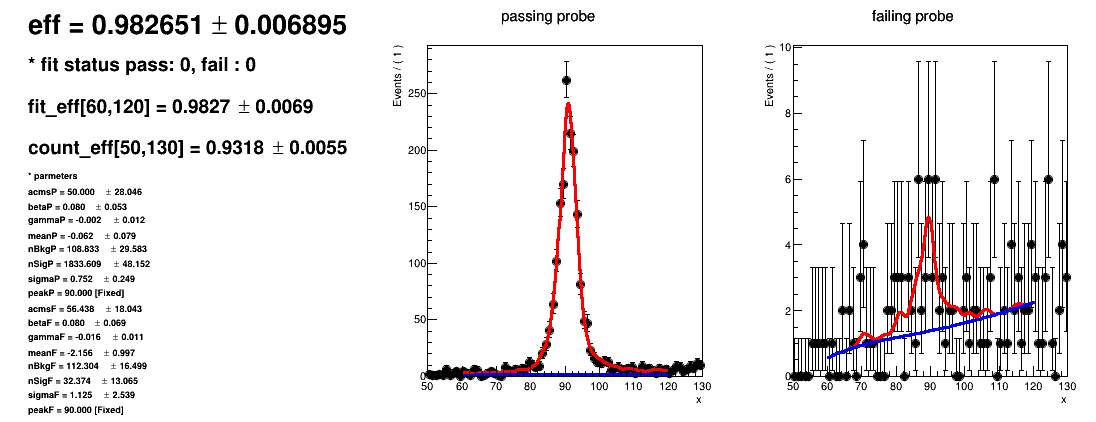 eff = 0.982651 ± 0.006895
* fit status pass: 0, fail : 0
fit_eff[60,120] = 0.9827 ± 0.0069
count_eff[50,130] = 0.9318 ± 0.0055
* parmeters
acmsP = 50.000 ± 28.046
betaP = 0.080 ± 0.053
gammaP = -0.002 ± 0.012
meanP = -0.062 ± 0.079
nBkgP = 108.833 ± 29.583
nSigP = 1833.609 ± 48.152
sigmaP = 0.752 ± 0.249
peakP = 90.000 [Fixed]
acmsF = 56.438 ± 18.043
betaF = 0.080 ± 0.069
gammaF = -0.016 ± 0.011
meanF = -2.156 ± 0.997
nBkgF = 112.304 ± 16.499
nSigF = 32.374 ± 13.065
sigmaF = 1.125 ± 2.539
peakF = 90.000 [Fixed]
passing probe
Events / ( 1 )
250
200
150
100
50
0
50 60 70 80 90 100 110 120 130
x
failing probe
Events / ( 1 )
10
8
6
4
2
0
50 60 70 80 90 100 110 120 130
x